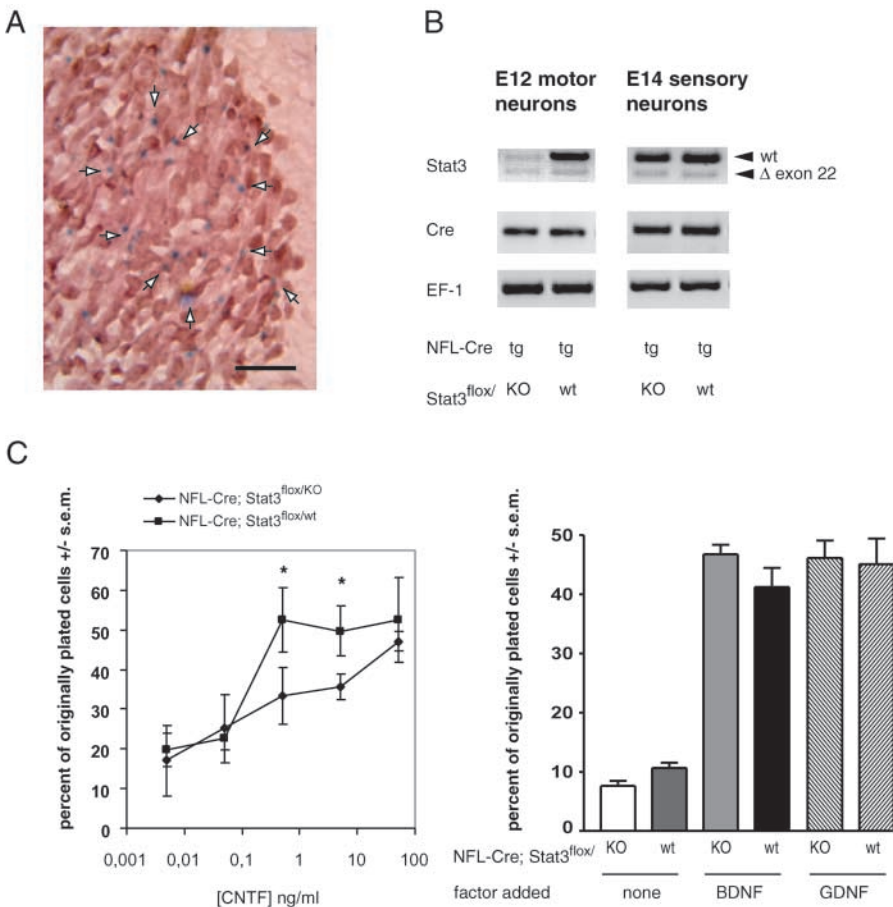 A
B
E12 motor neurons
E14 sensory neurons
Stat3
wt
Δ exon 22
Cre
EF-1
NFL-Cre tg tg tg tg
Stat3flox/ KO wt KO wt
C
NFL-Cre; Stat3flox/KO
NFL-Cre; Stat3flox/wt
percent of originally plated cells +/- s.e.m.
70
60
50
40
30
20
10
0
* *
0,001 0,01 0,1 1 10 100
[CNTF] ng/ml
percent of originally plated cells +/- s.e.m.
50
40
30
20
10
0
NFL-Cre; Stat3flox/ KO wt KO wt KO wt
factor added none BDNF GDNF